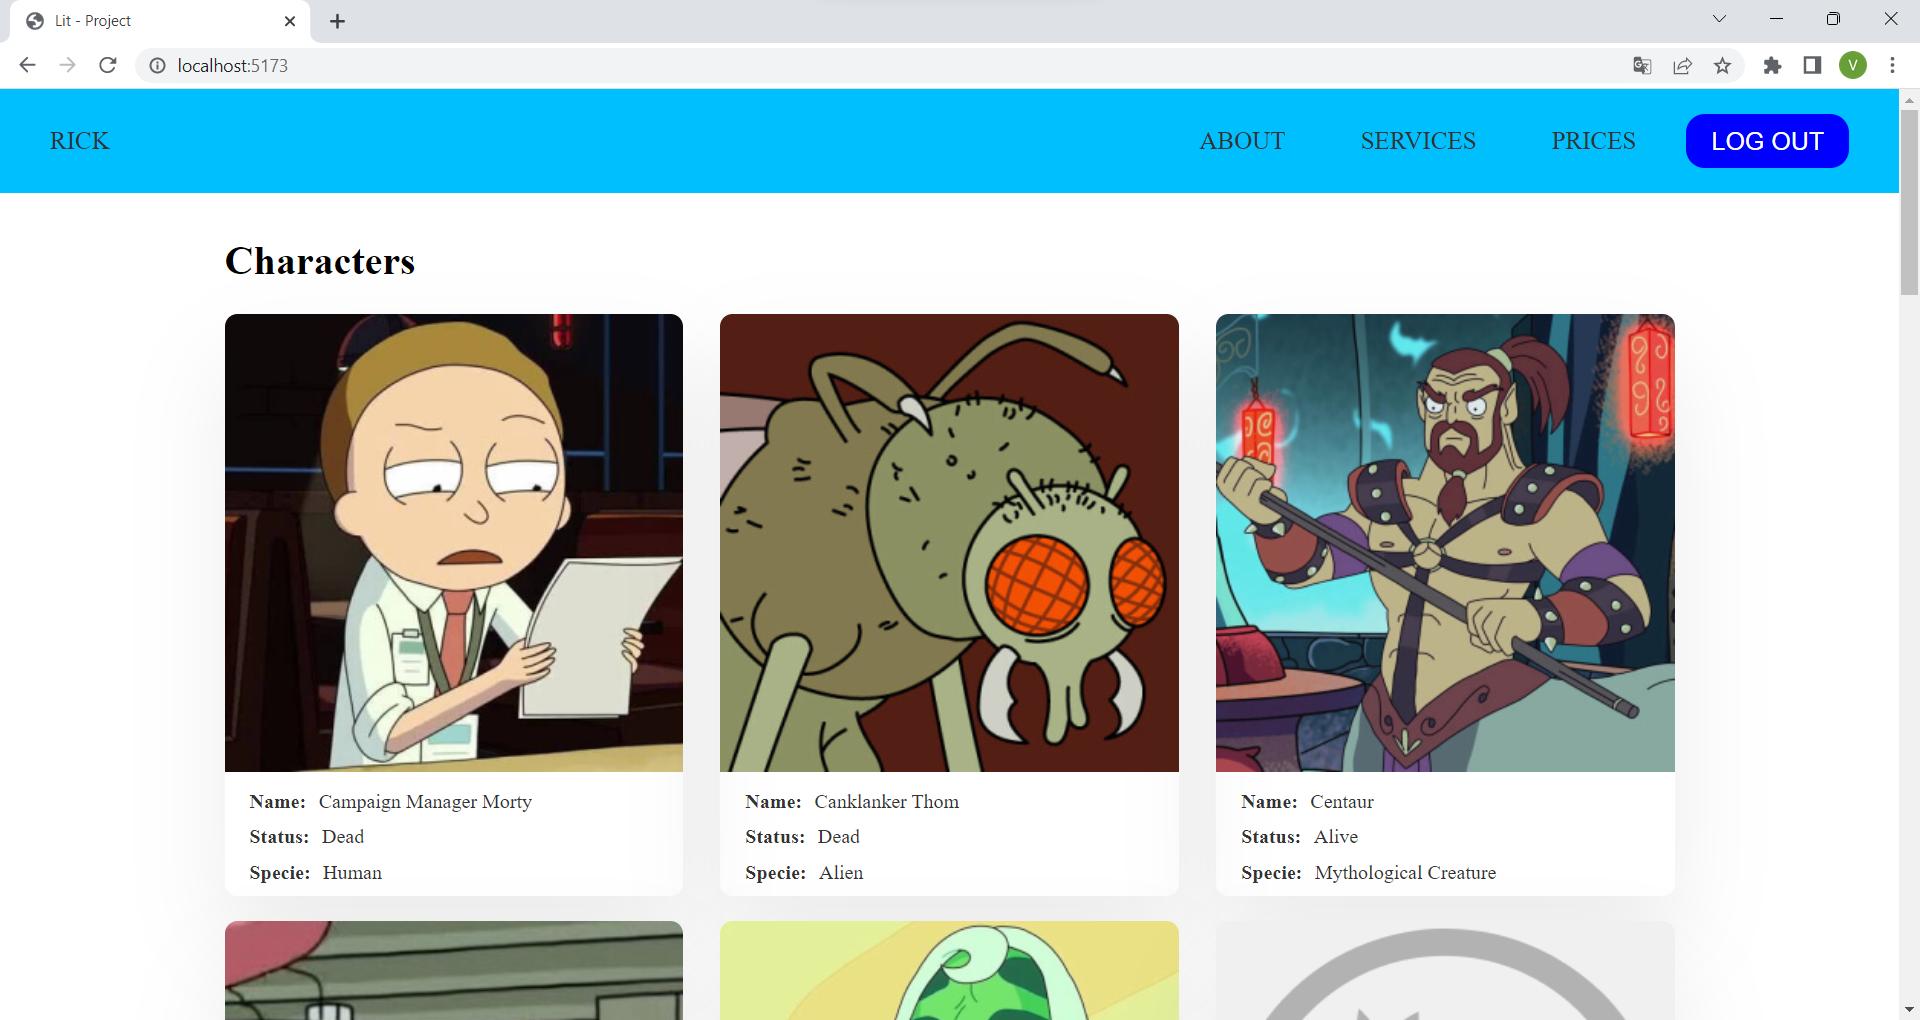 Lit - Project
localhost:5173
V
RICK ABOUT SERVICES PRICES LOG OUT
Characters
Name: Campaign Manager Morty
Status: Dead
Specie: Human
Name: Canklanker Thom
Status: Dead
Specie: Alien
Name: Centaur
Status: Alive
Specie: Mythological Creature